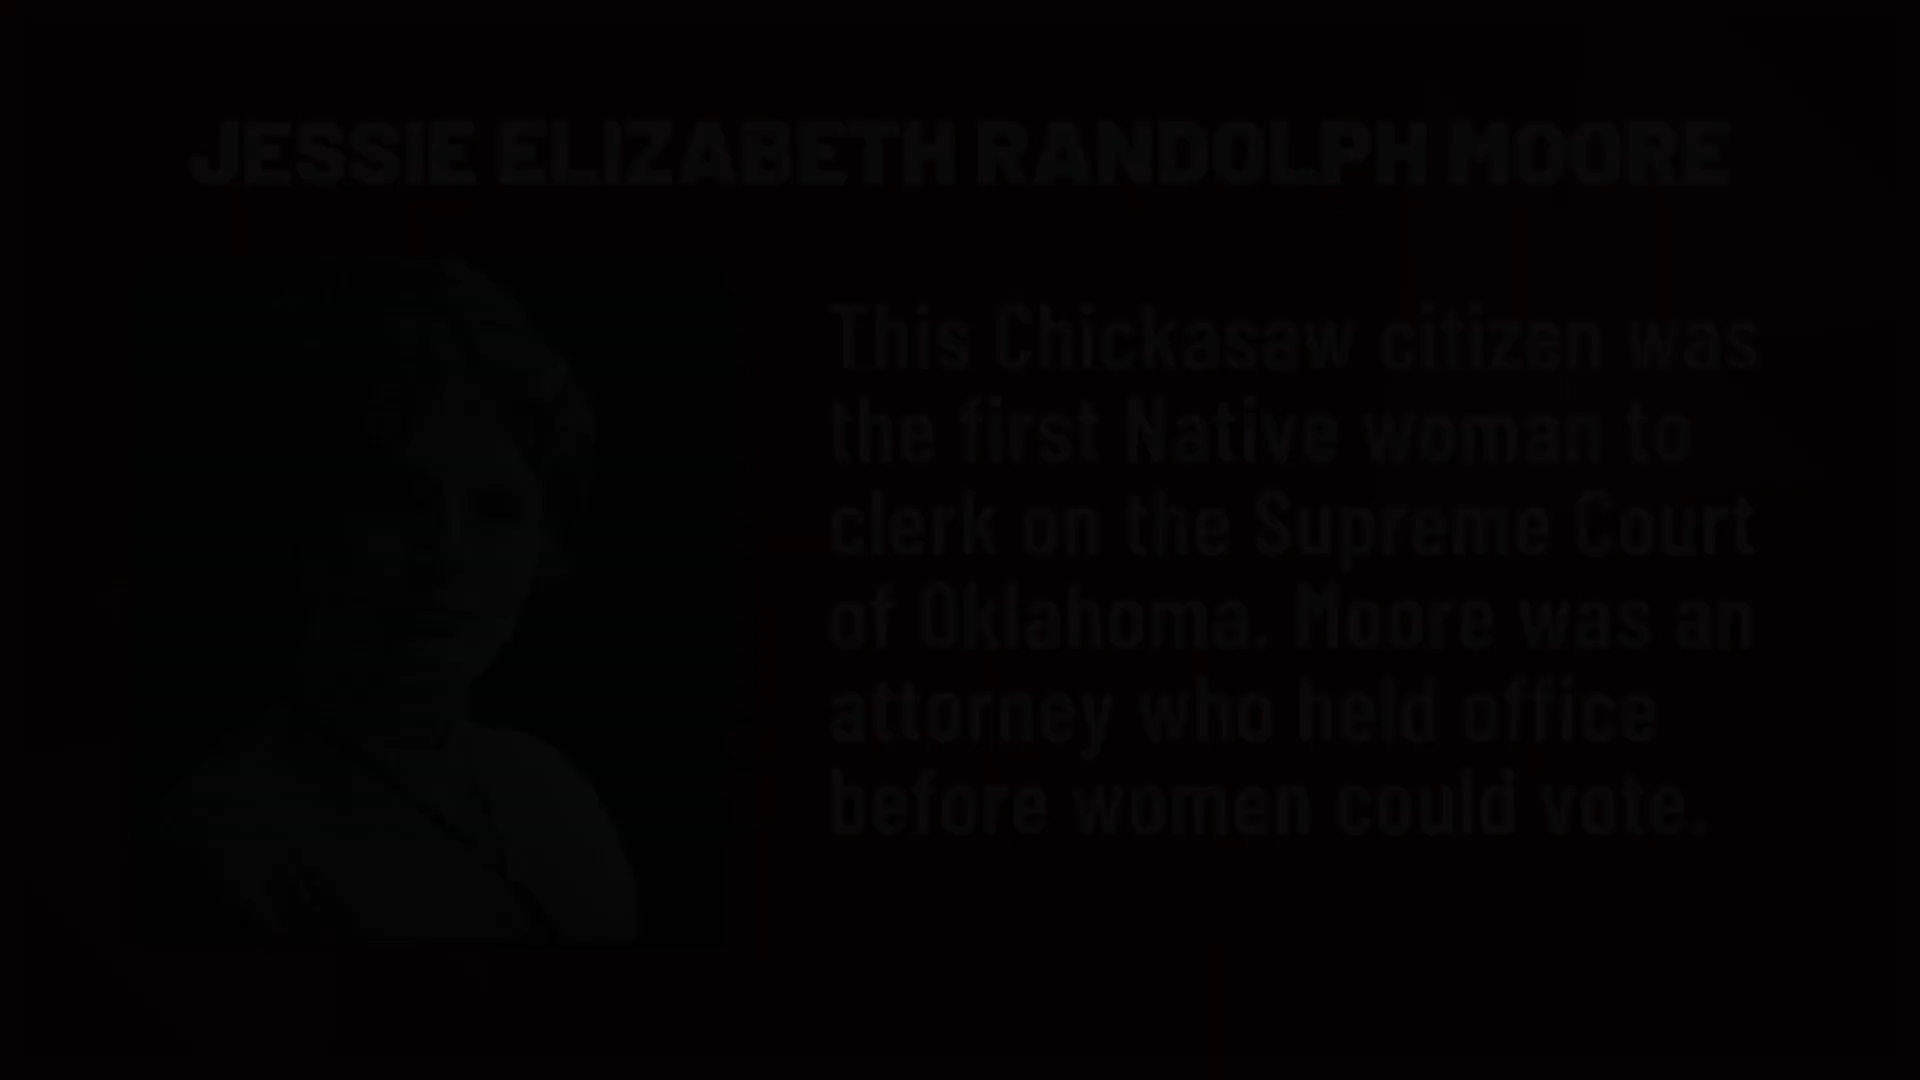 JESSIE ELIZABETH RANDOLPH MOORE
This Chickasaw citizen was
the first Native woman to
clerk on the Supreme Court
of Oklahoma. Moore was an
attorney who held office
before women could vote.